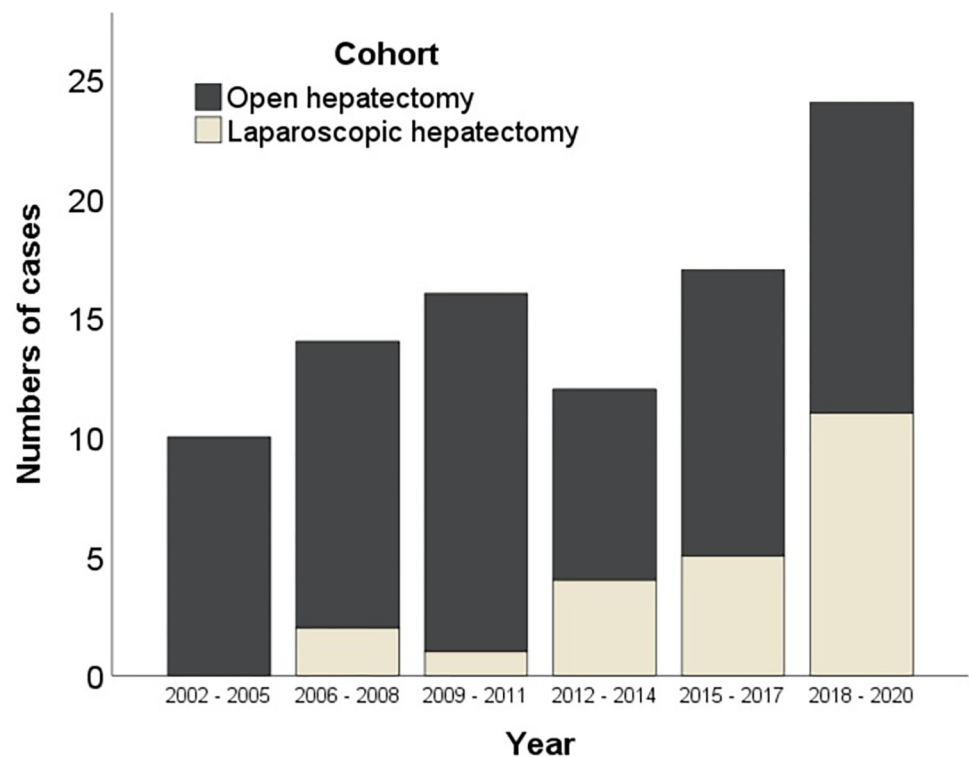 Cohort
Open hepatectomy
Laparoscopic hepatectomy
Numbers of cases
25
20
15
10
5
0
2002 - 2005 2006 - 2008 2009 - 2011 2012 - 2014 2015 - 2017 2018 - 2020
Year